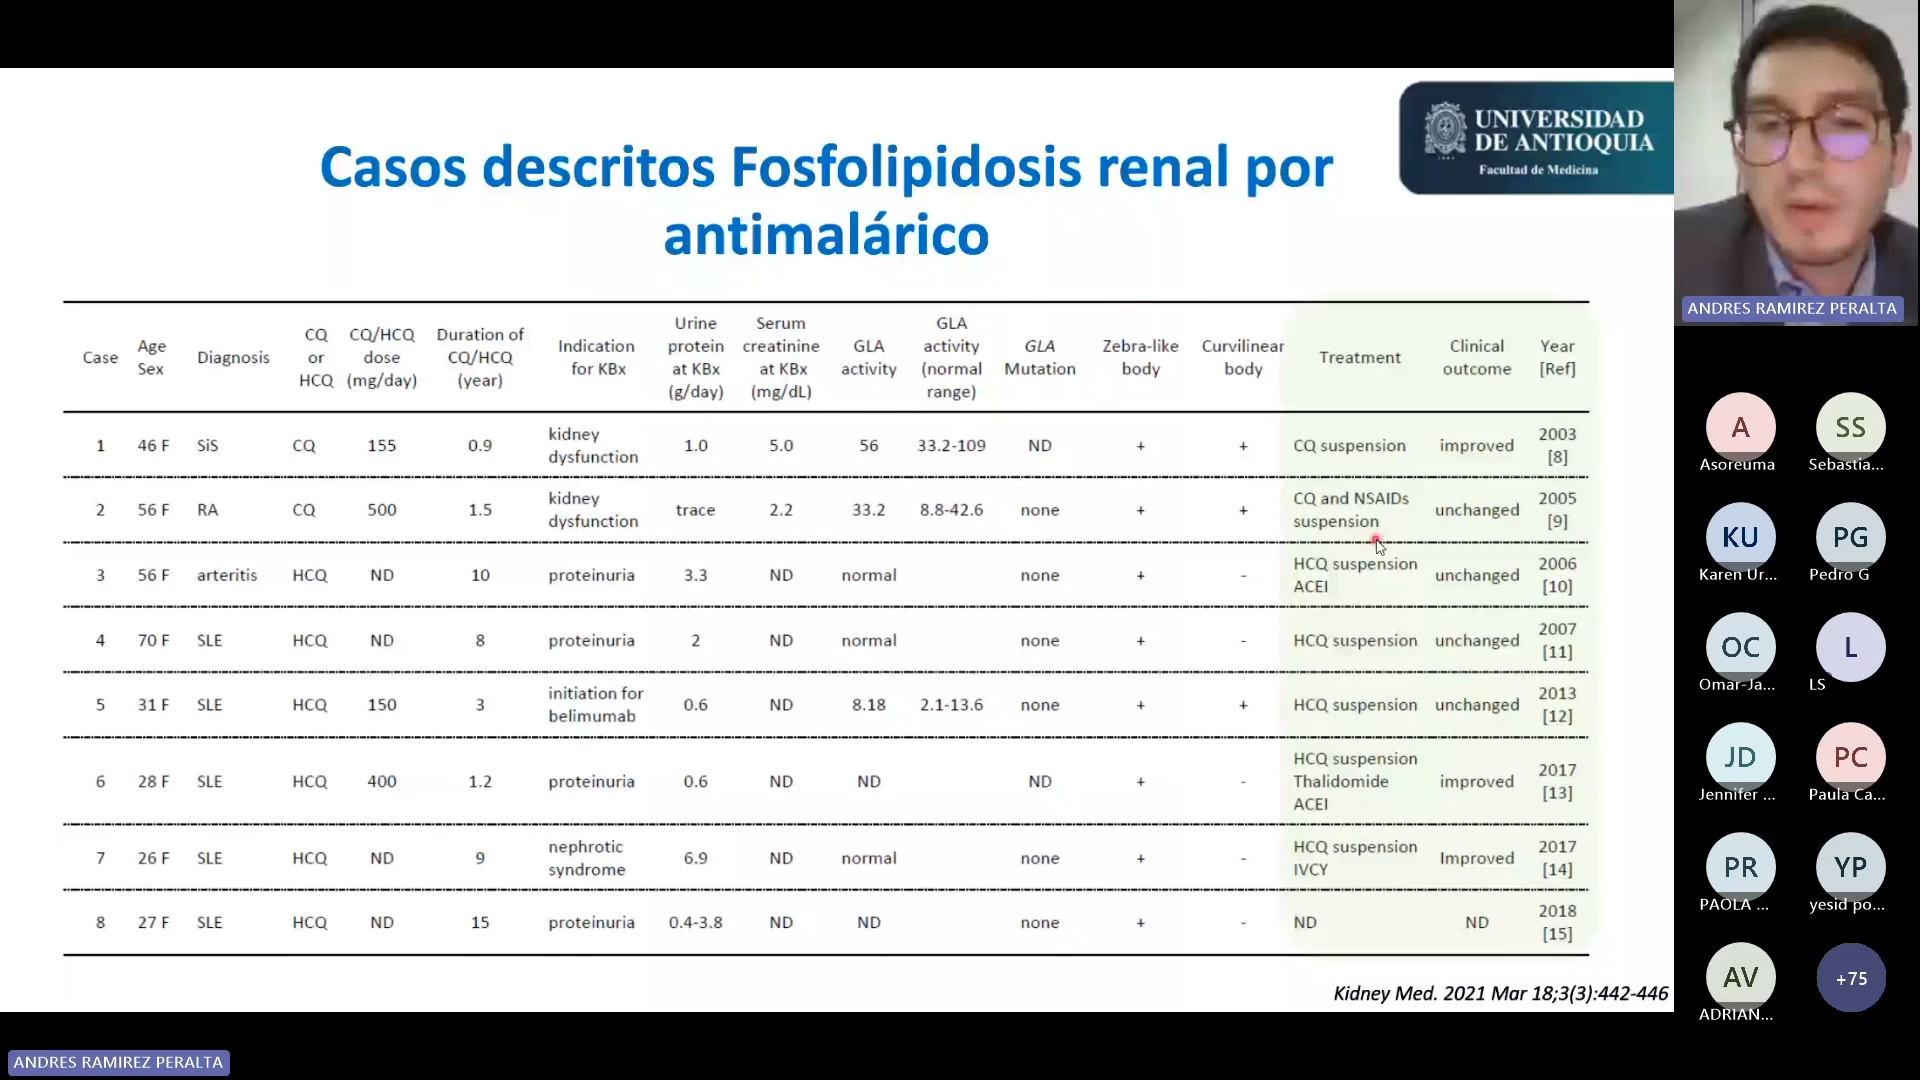 UNIVERSIDAD
DE ANTIOQUIA
Facultad de Medicina
Casos descritos Fosfolipidosis renal por
antimalárico
Case Age Sex Diagnosis CQ or HCQ CQ/HCQ dose (mg/day) Duration of CQ/HCQ (year) Indication for KBx Urine protein at KBx (g/day) Serum creatinine at KBx (mg/dL) GLA activity GLA activity (normal range) GLA Mutation Zebra-like body Curvilinear body Treatment Clinical outcome Year [Ref]
1 46 F SiS CQ 155 0.9 kidney dysfunction 1.0 5.0 56 33.2-109 ND + + CQ suspension improved 2003 [8]
2 56 F RA CQ 500 1.5 kidney dysfunction trace 2.2 33.2 8.8-42.6 none + + CQ and NSAIDs suspension unchanged 2005 [9]
3 56 F arteritis HCQ ND 10 proteinuria 3.3 ND normal none + - HCQ suspension ACEI unchanged 2006 [10]
4 70 F SLE HCQ ND 8 proteinuria 2 ND normal none + - HCQ suspension unchanged 2007 [11]
5 31 F SLE HCQ 150 3 initiation for belimumab 0.6 ND 8.18 2.1-13.6 none + + HCQ suspension unchanged 2013 [12]
6 28 F SLE HCQ 400 1.2 proteinuria 0.6 ND ND ND + - HCQ suspension Thalidomide ACEI improved 2017 [13]
7 26 F SLE HCQ ND 9 nephrotic syndrome 6.9 ND normal none + - HCQ suspension IVCY Improved 2017 [14]
8 27 F SLE HCQ ND 15 proteinuria 0.4-3.8 ND ND none + - ND ND 2018 [15]
Kidney Med. 2021 Mar 18;3(3):442-446
ANDRES RAMIREZ PERALTA
A SS
Asoreuma Sebastia...
KU PG
Karen Ur... Pedro G
OC L
Omar-Ja... LS
JD PC
Jennifer ... Paula Ca...
PR YP
PAOLA ... yesid po...
AV +75
ADRIAN...
ANDRES RAMIREZ PERALTA